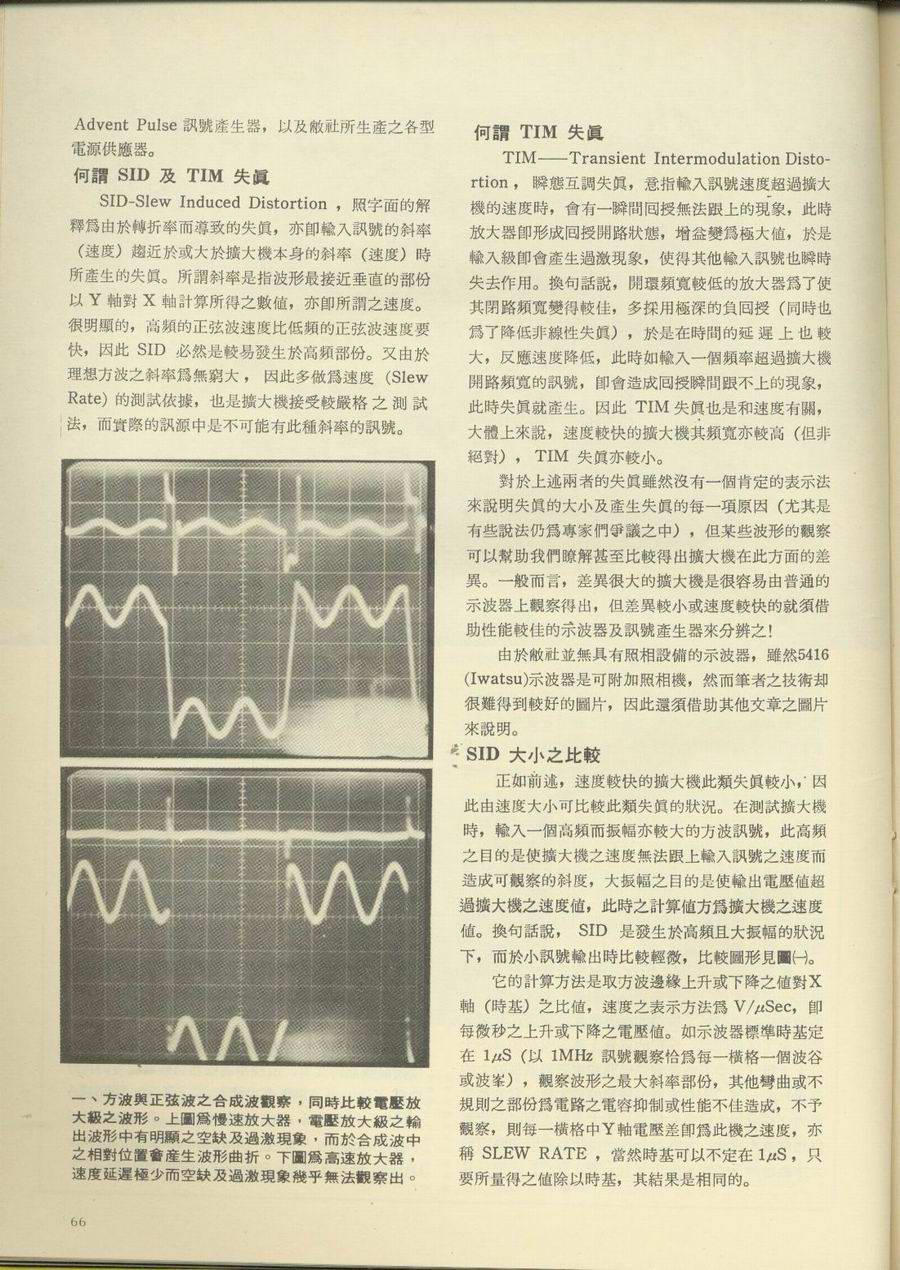 Advent Pulse 訊號產生器，以及敝社所生產之各型
電源供應器。
何謂 SID 及 TIM 失眞
SID-Slew Induced Distortion ，照字面的解
釋爲由於轉折率而導致的失眞，亦卽輸入訊號的斜率
（速度）趨近於或大於擴大機本身的斜率（速度）時
所產生的失眞。所謂斜率是指波形最接近垂直的部份
以 Y 軸對 X 軸計算所得之數値，亦卽所謂之速度。
很明顯的，高頻的正弦波速度比低頻的正弦波速度要
快，因此 SID 必然是較易發生於高頻部份。又由於
理想方波之斜率爲無窮大，因此多做爲速度 (Slew
Rate) 的測試依據，也是擴大機接受較嚴格之測試
法，而實際的訊源中是不可能有此種斜率的訊號。
一、方波與正弦波之合成波觀察，同時比較電壓放
大級之波形。上圖爲慢速放大器，電壓放大級之輸
出波形中有明顯之空缺及過激現象，而於合成波中
之相對位置會產生波形曲折。下圖爲高速放大器，
速度延遲極少而空缺及過激現象幾乎無法觀察出。
66
何謂 TIM 失眞
TIM——Transient Intermodulation Disto-
rtion ，瞬態互調失眞，意指輸入訊號速度超過擴大
機的速度時，會有一瞬間囘授無法跟上的現象，此時
放大器卽形成囘授開路狀態，增益變爲極大値，於是
輸入級卽會產生過激現象，使得其他輸入訊號也瞬時
失去作用。換句話說，開環頻寬較低的放大器爲了使
其閉路頻寬變得較佳，多採用極深的負囘授（同時也
爲了降低非線性失眞），於是在時間的延遲上也較
大，反應速度降低，此時如輸入一個頻率超過擴大機
開路頻寬的訊號，卽會造成囘授瞬間跟不上的現象，
此時失眞就產生。因此 TIM 失眞也是和速度有關，
大體上來說，速度較快的擴大機其頻寬亦較高（但非
絕對），TIM 失眞亦較小。
對於上述兩者的失眞雖然沒有一個肯定的表示法
來說明失眞的大小及產生失眞的每一項原因（尤其是
有些說法仍爲專家們爭議之中），但某些波形的觀察
可以幫助我們瞭解甚至比較得出擴大機在此方面的差
異。一般而言，差異很大的擴大機是很容易由普通的
示波器上觀察得出，但差異較小或速度較快的就須借
助性能較佳的示波器及訊號產生器來分辨之！
由於敝社並無具有照相設備的示波器，雖然5416
(Iwatsu)示波器是可附加照相機，然而筆者之技術却
很難得到較好的圖片，因此還須借助其他文章之圖片
來說明。
SID 大小之比較
正如前述，速度較快的擴大機此類失眞較小，因
此由速度大小可比較此類失眞的狀況。在測試擴大機
時，輸入一個高頻而振幅亦較大的方波訊號，此高頻
之目的是使擴大機之速度無法跟上輸入訊號之速度而
造成可觀察的斜度，大振幅之目的是使輸出電壓値超
過擴大機之速度値，此時之計算値方爲擴大機之速度
値。換句話說， SID 是發生於高頻且大振幅的狀況
下，而於小訊號輸出時比較輕微，比較圖形見圖㈠。
它的計算方法是取方波邊緣上升或下降之値對X
軸（時基）之比値，速度之表示方法爲 V/μSec，卽
每微秒之上升或下降之電壓値。如示波器標準時基定
在 1μS (以 1MHz 訊號觀察恰爲每一橫格一個波谷
或波峯），觀察波形之最大斜率部份，其他彎曲或不
規則之部份爲電路之電容抑制或性能不佳造成，不予
觀察，則每一橫格中Y軸電壓差卽爲此機之速度，亦
稱 SLEW RATE ，當然時基可以不定在 1μS，只
要所量得之値除以時基，其結果是相同的。